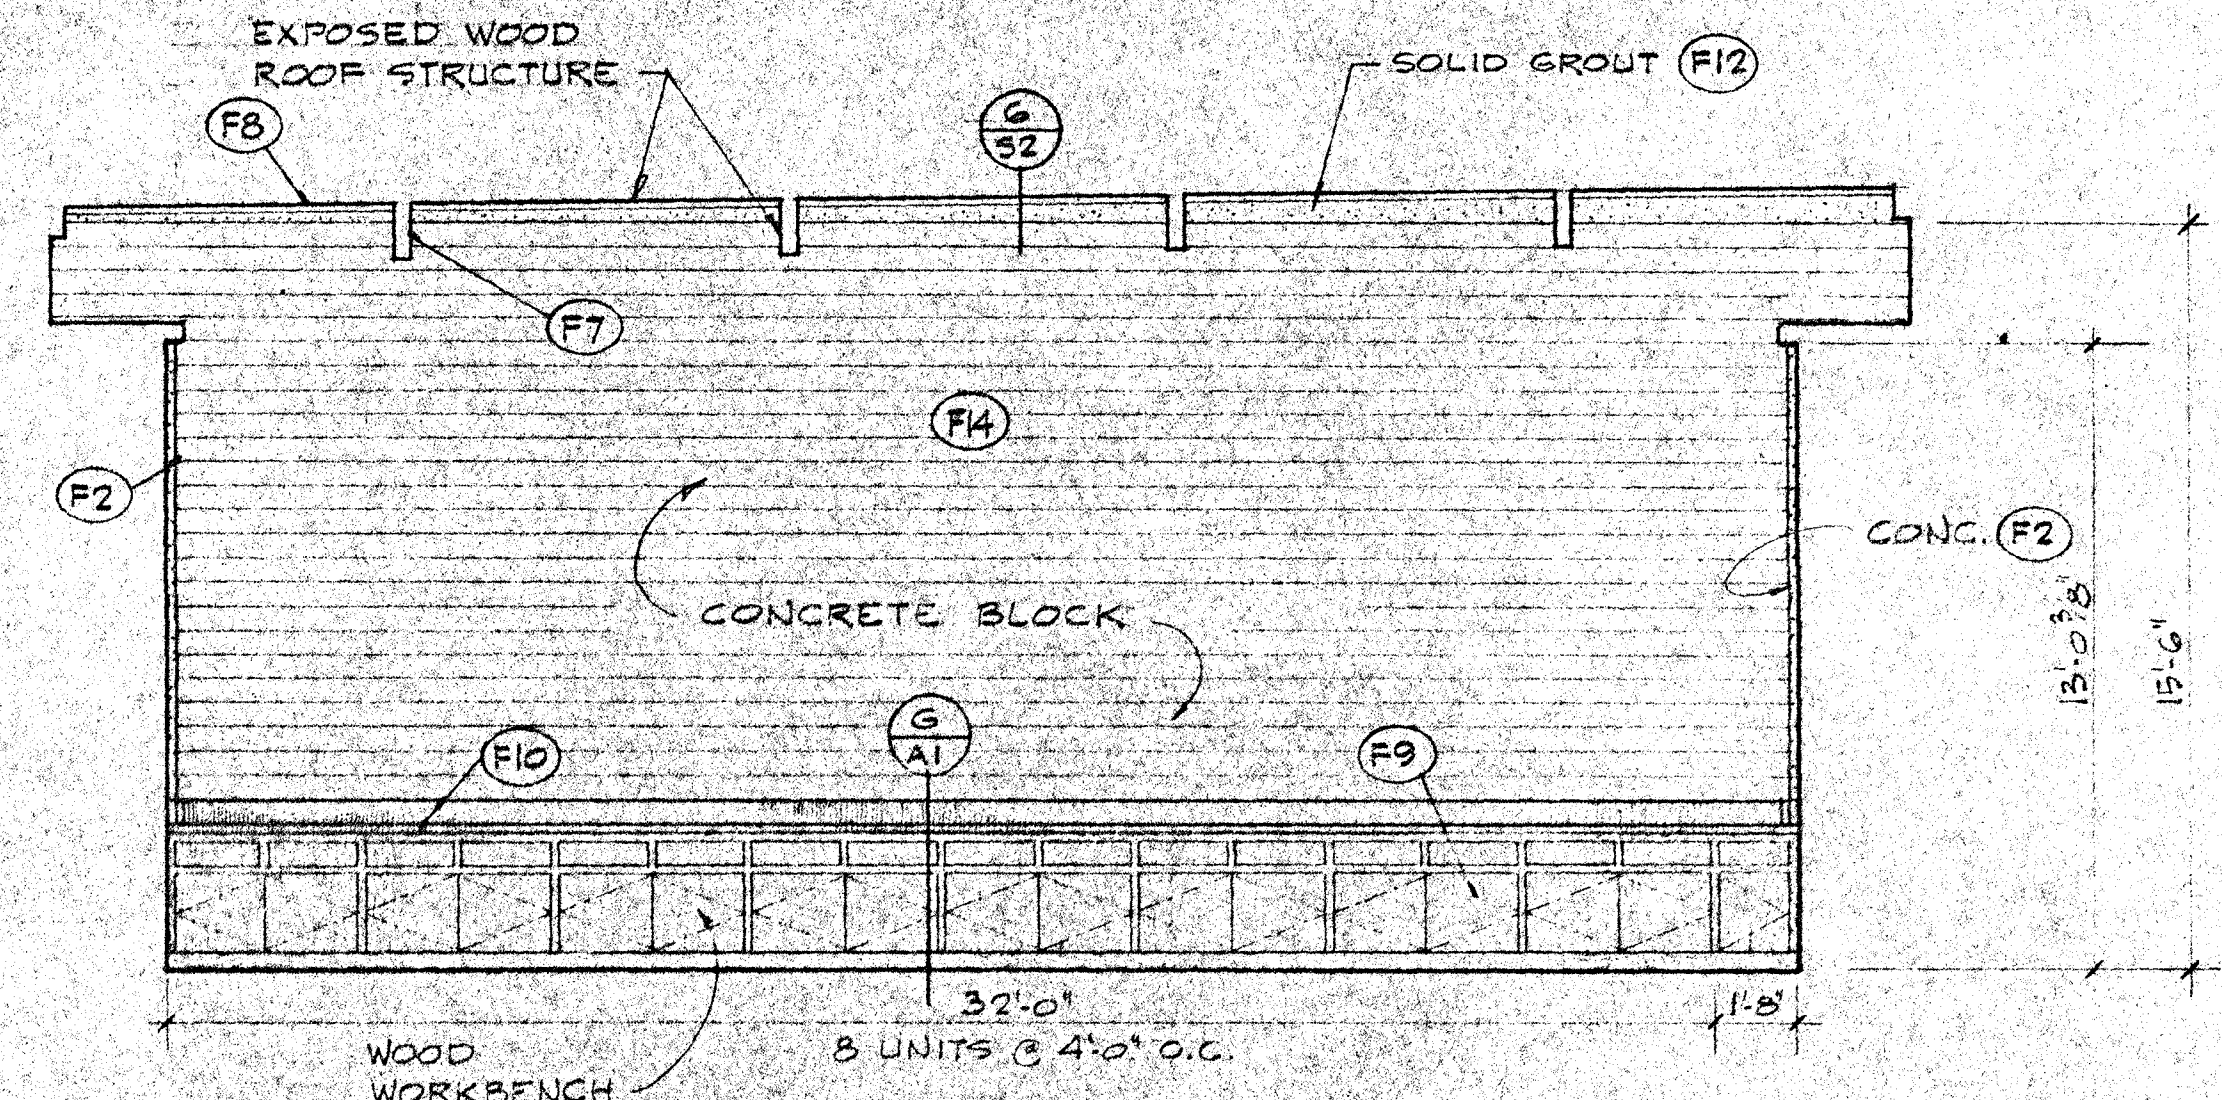 EXPOSED WOOD
ROOF STRUCTURE
SOLID GROUT F12
F8
6
S2
F7
F14
F2
CONC. F2
CONCRETE BLOCK
13'-0 3/8"
15'-6"
G
A1
F10
F9
32'-0"
1'-8"
8 UNITS @ 4'-0" O.C.
WOOD
WORKBENCH